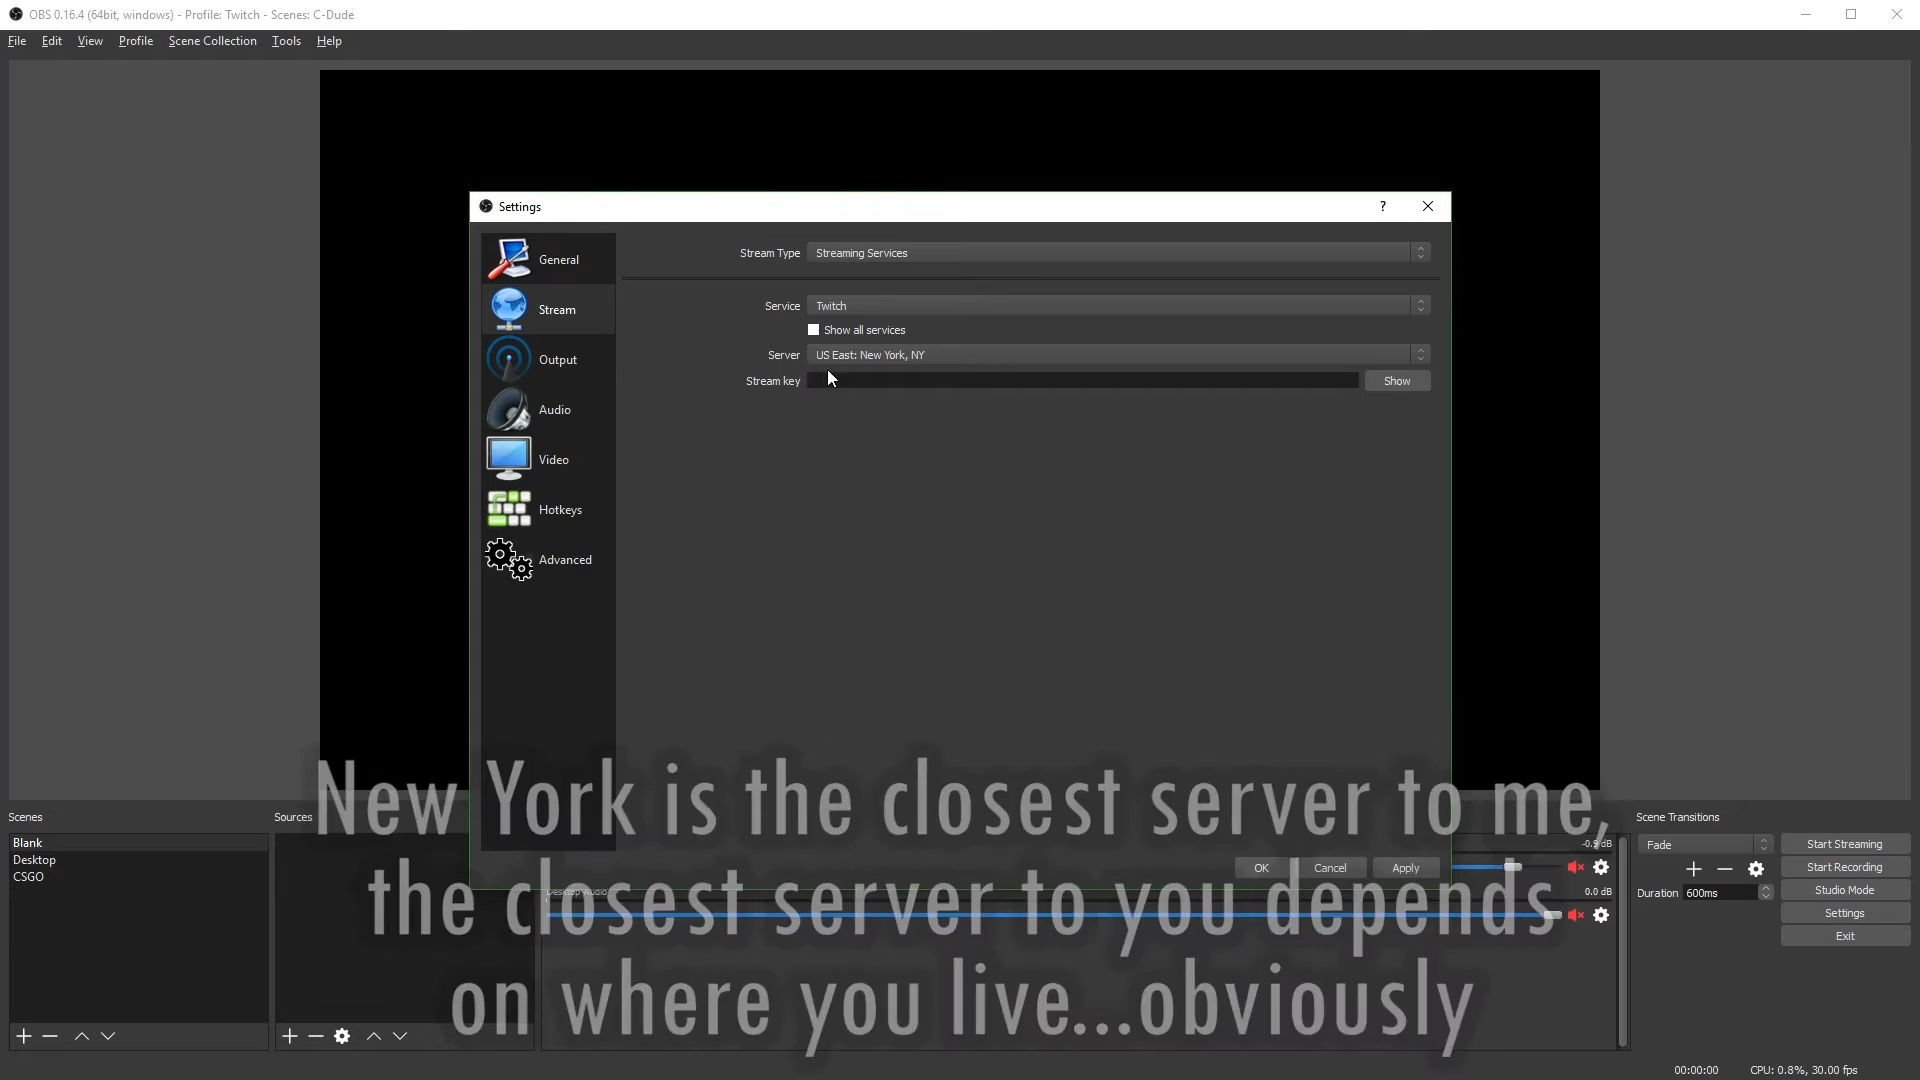 OBS 0.16.4 (64bit, windows) - Profile: Twitch - Scenes: C-Dude
File Edit View Profile Scene Collection Tools Help
Settings
?
General
Stream
Output
Audio
Video
Hotkeys
Advanced
Stream Type Streaming Services
Service Twitch
Show all services
Server US East: New York, NY
Stream key Show
OK Cancel Apply
New York is the closest server to me,
the closest server to you depends
on where you live...obviously
Scenes
Blank
Desktop
CSGO
Sources
-0.9 dB
Desktop Audio
0.0 dB
Scene Transitions
Fade
Duration 600ms
Start Streaming
Start Recording
Studio Mode
Settings
Exit
00:00:00 CPU: 0.8%, 30.00 fps